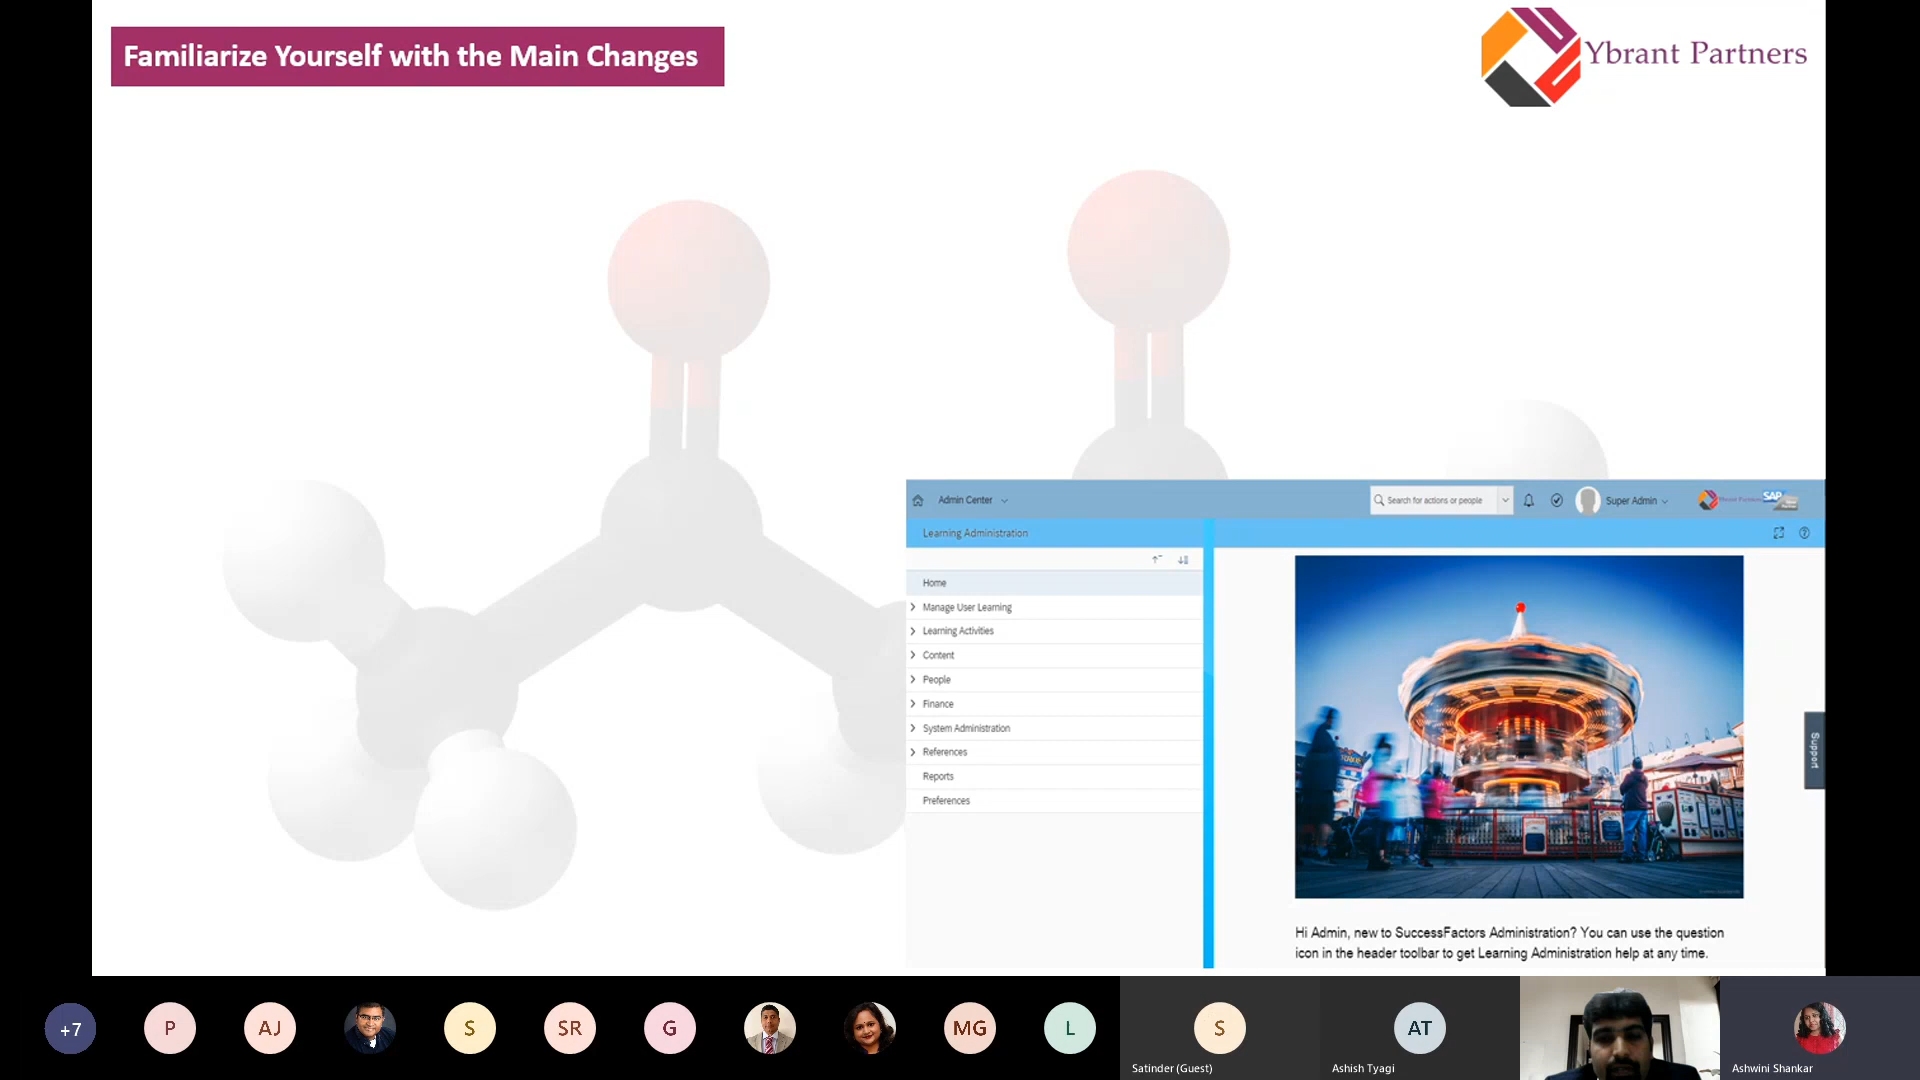 Familiarize Yourself with the Main Changes
Ybrant Partners
Admin Center
Search for actions or people
Super Admin
SAP
Learning Administration
Home
Manage User Learning
Learning Activities
Content
People
Finance
System Administration
References
Reports
Preferences
Support
Hi Admin, new to SuccessFactors Administration? You can use the question
icon in the header toolbar to get Learning Administration help at any time.
+7
P
AJ
S
SR
G
MG
L
S
AT
Satinder (Guest)
Ashish Tyagi
Ashwini Shankar